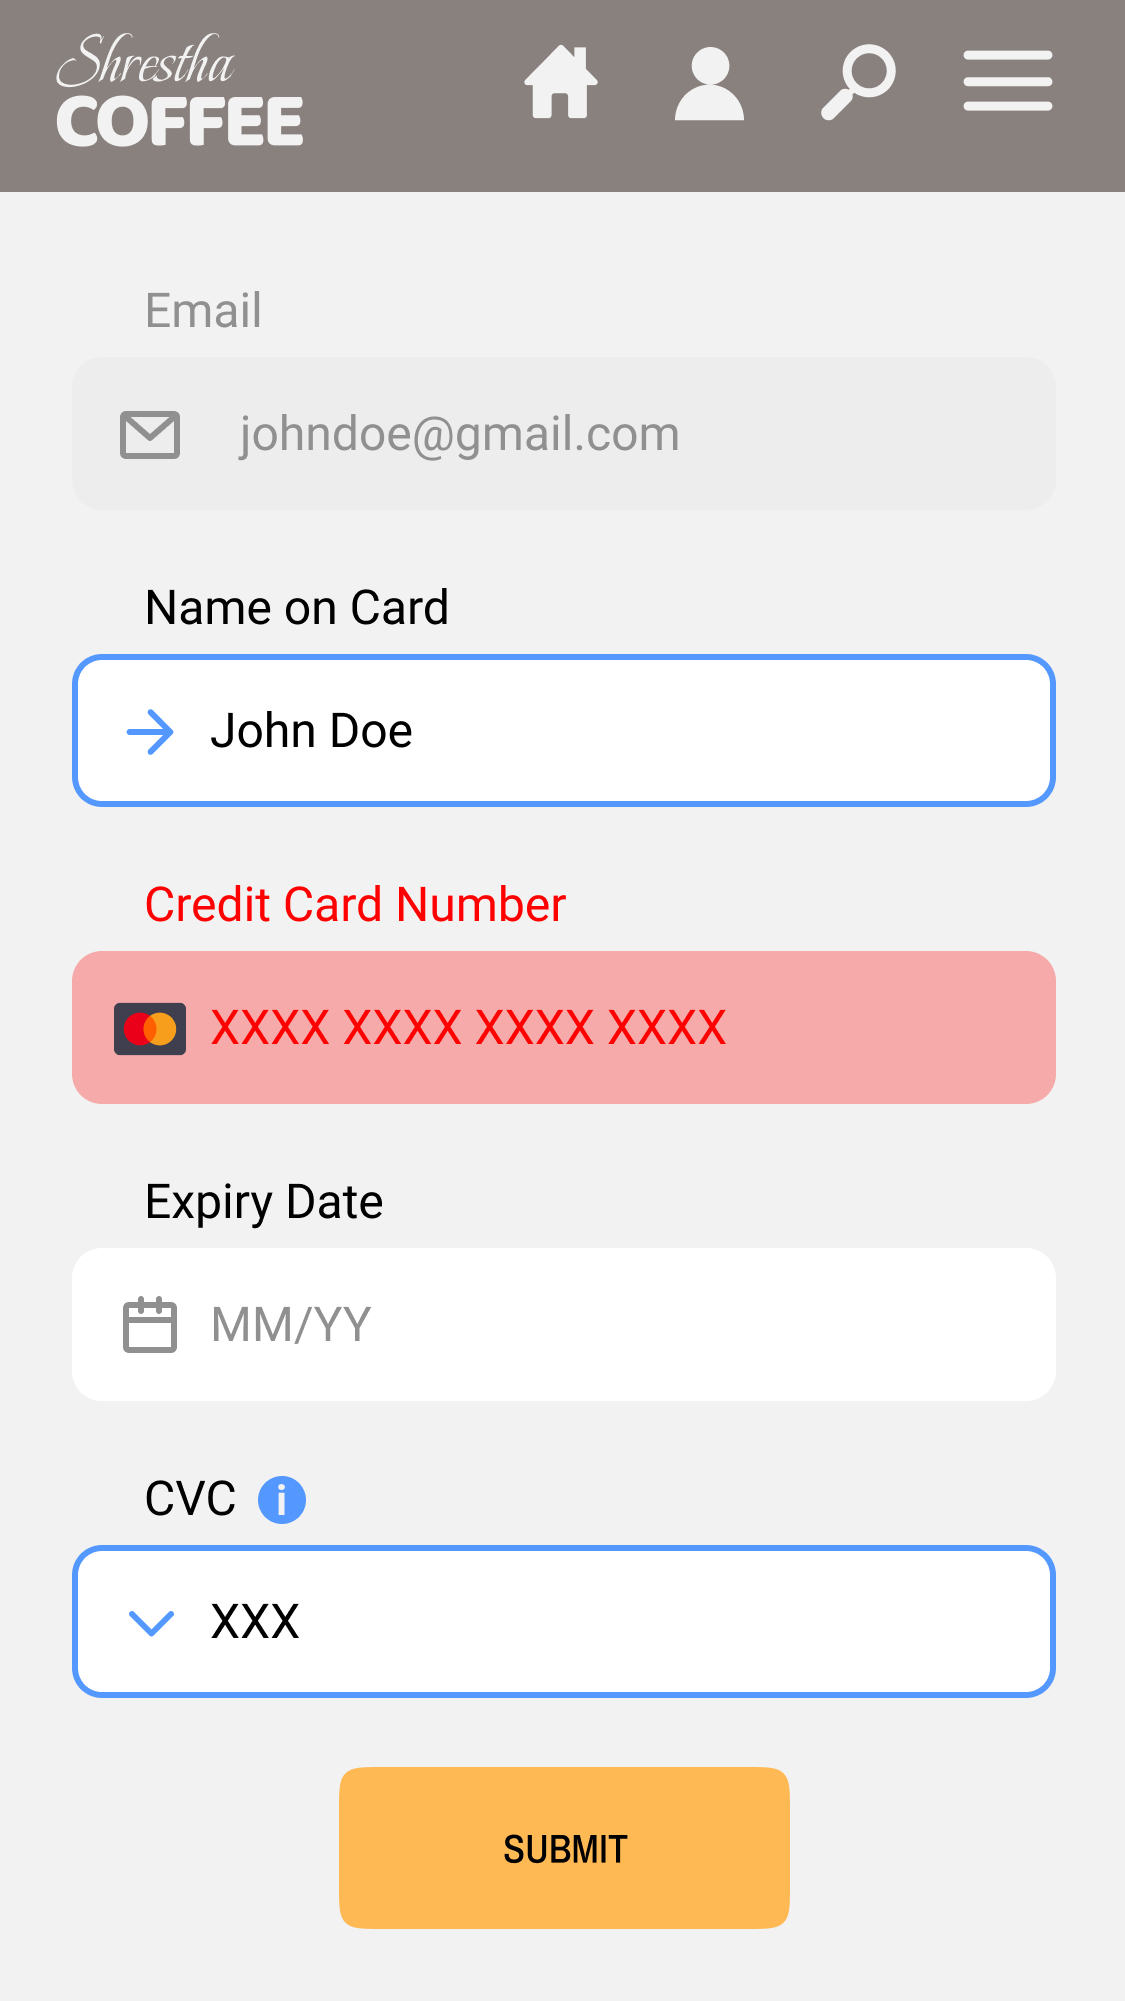 Shrestha
COFFEE
Email
johndoe@gmail.com
Name on Card
John Doe
Credit Card Number
XXXX XXXX XXXX XXXX
Expiry Date
MM/YY
CVC i
XXX
SUBMIT